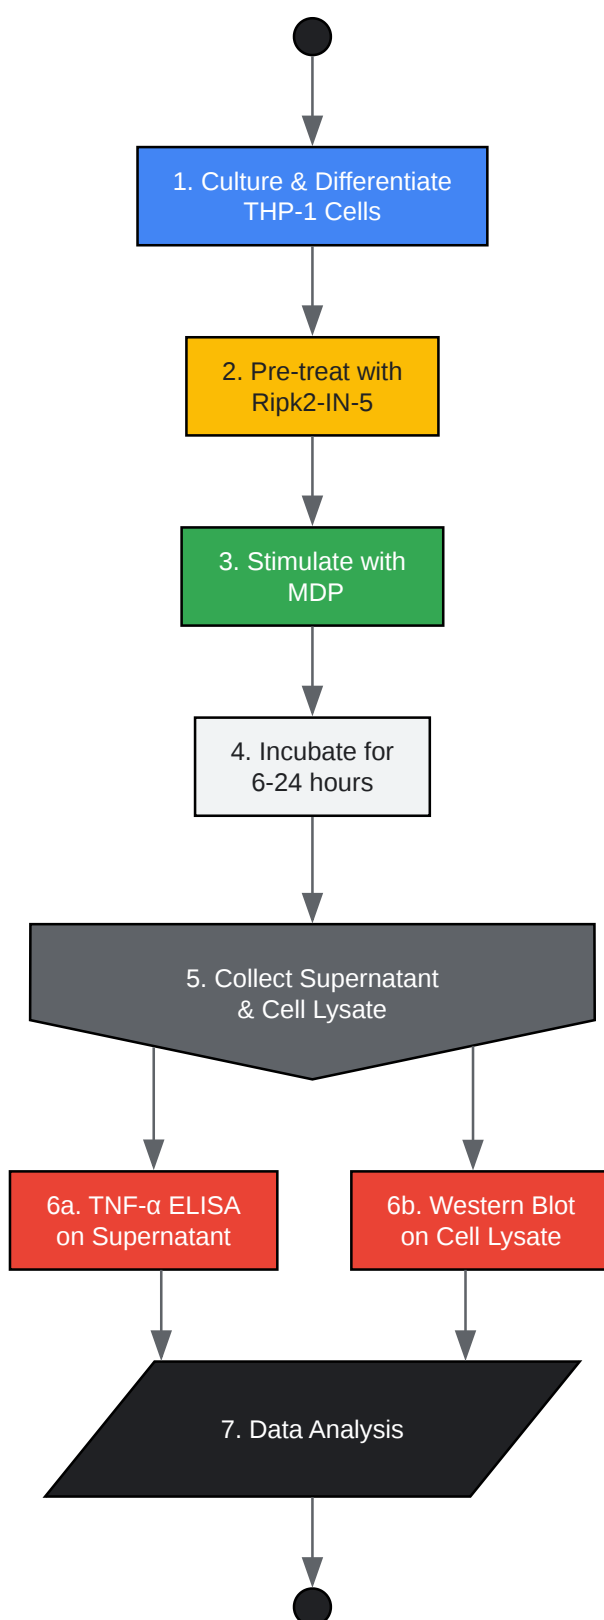 1. Culture & Differentiate
THP-1 Cells
2. Pre-treat with
Ripk2-IN-5
3. Stimulate with
MDP
4. Incubate for
6-24 hours
5. Collect Supernatant
& Cell Lysate
6a. TNF-α ELISA
on Supernatant
6b. Western Blot
on Cell Lysate
7. Data Analysis